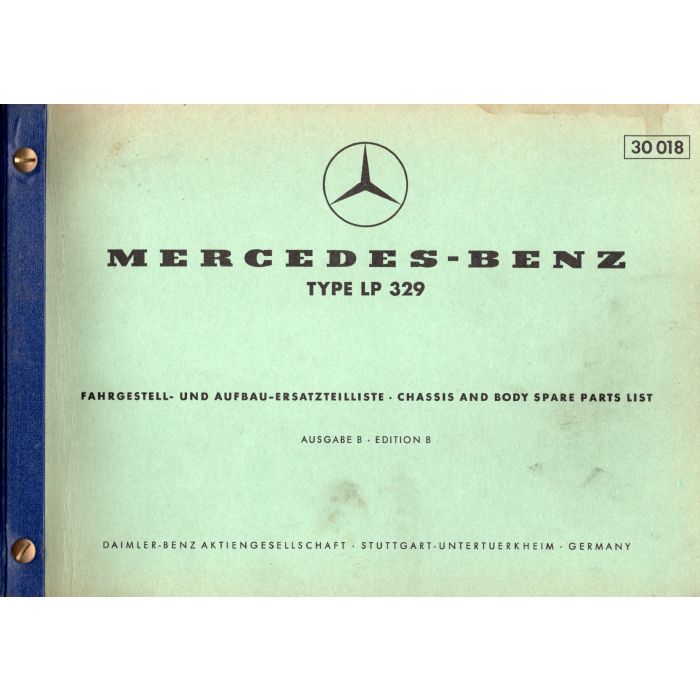 30 018
MERCEDES-BENZ
TYPE LP 329
FAHRGESTELL- UND AUFBAU-ERSATZTEILLISTE · CHASSIS AND BODY SPARE PARTS LIST
AUSGABE B · EDITION B
DAIMLER-BENZ AKTIENGESELLSCHAFT · STUTTGART-UNTERTUERKHEIM · GERMANY